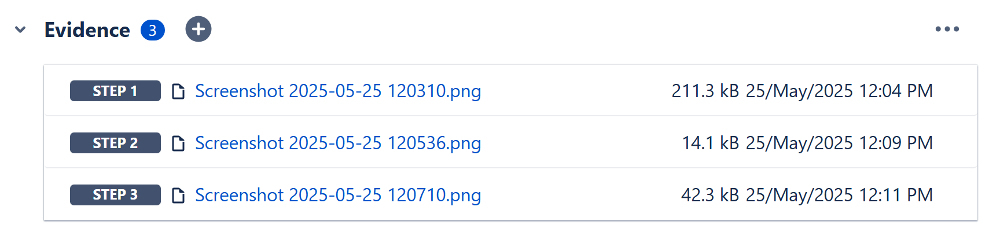 Evidence 3
STEP 1 Screenshot 2025-05-25 120310.png 211.3 kB 25/May/2025 12:04 PM
STEP 2 Screenshot 2025-05-25 120536.png 14.1 kB 25/May/2025 12:09 PM
STEP 3 Screenshot 2025-05-25 120710.png 42.3 kB 25/May/2025 12:11 PM